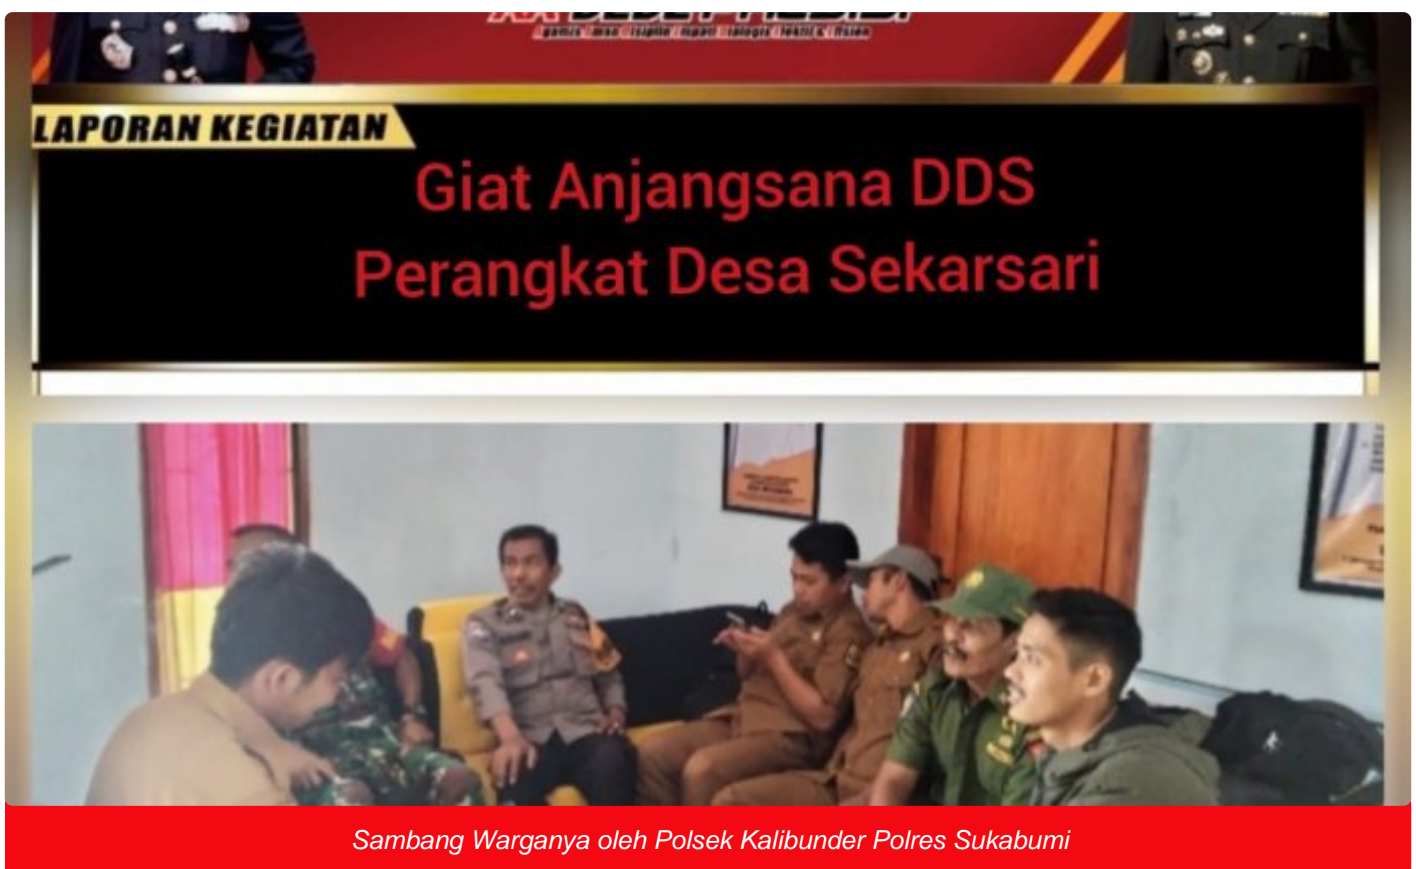 LAPORAN KEGIATAN
Giat Anjangsana DDS
Perangkat Desa Sekarsari
Sambang Warganya oleh Polsek Kalibunder Polres Sukabumi